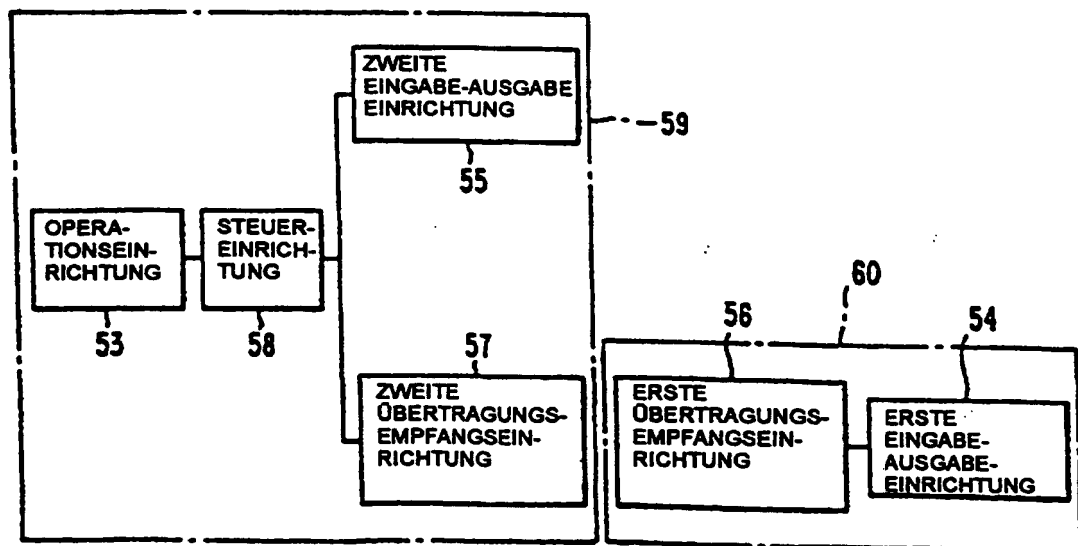 ZWEITE
EINGABE-AUSGABE
EINRICHTUNG
55
59
OPERA-
TIONSEIN-
RICHTUNG
53
STEUER-
EINRICH-
TUNG
58
57
ZWEITE
ÜBERTRAGUNGS-
EMPFANGSEIN-
RICHTUNG
60
56
ERSTE
ÜBERTRAGUNGS-
EMPFANGSEIN-
RICHTUNG
54
ERSTE
EINGABE-
AUSGABE-
EINRICHTUNG